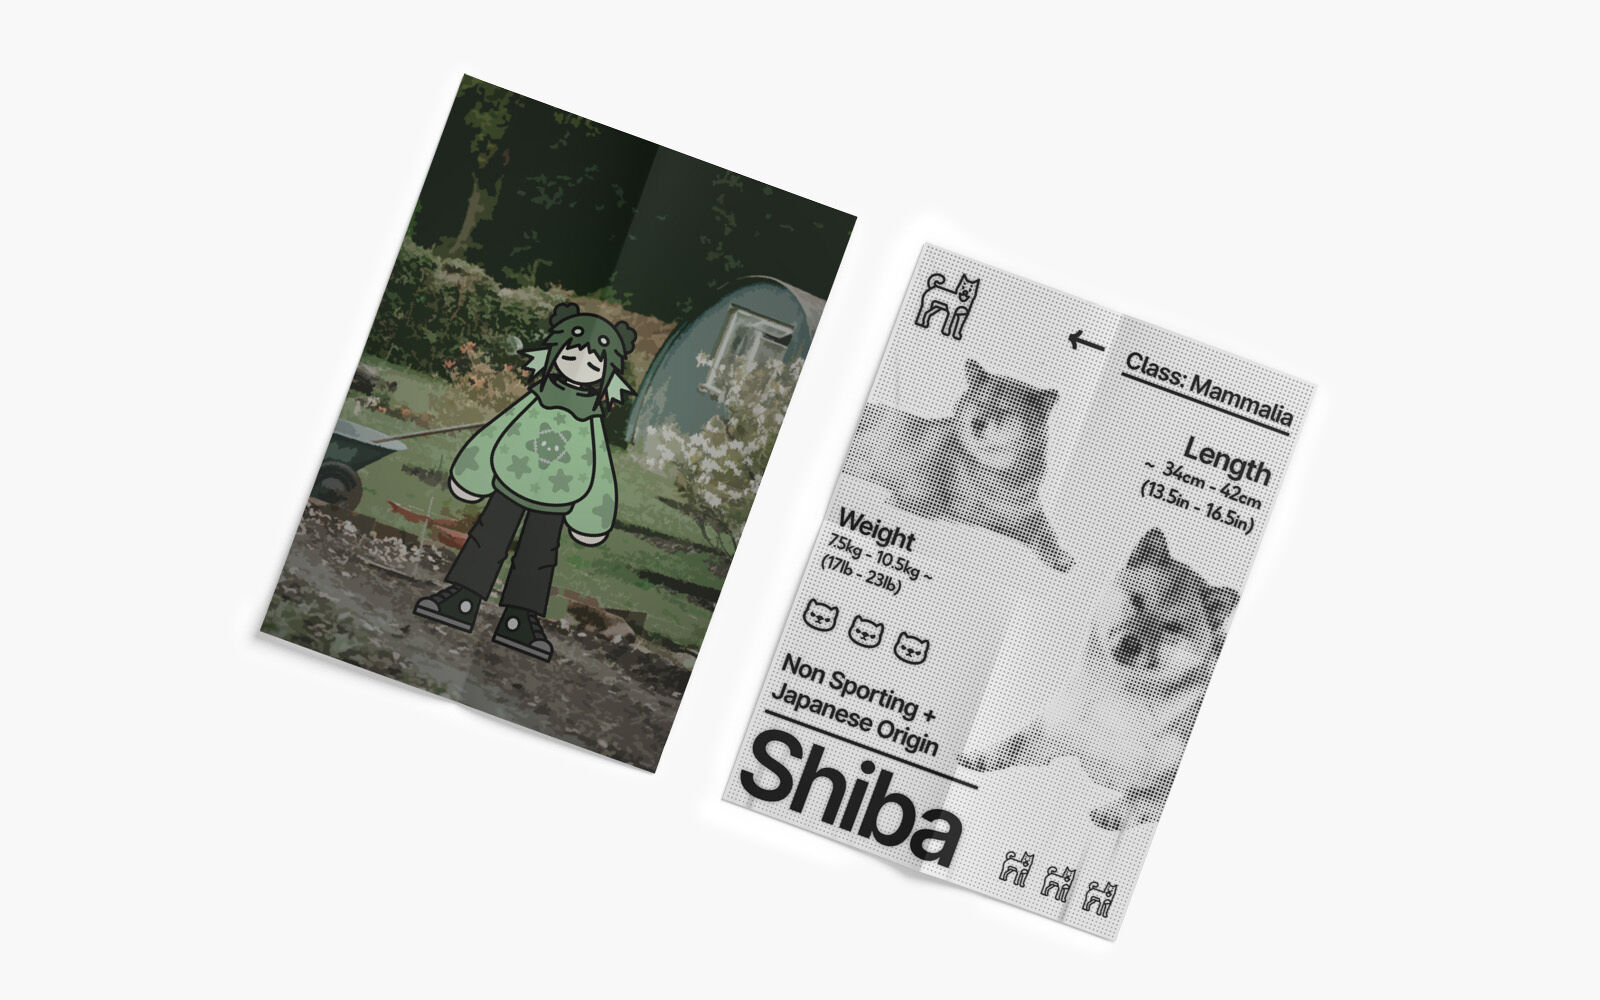 Class: Mammalia
Length
~ 34cm - 42cm
(13.5in - 16.5in)
Weight
7.5kg - 10.5kg ~
(17lb - 23lb)
Non Sporting +
Japanese Origin
Shiba